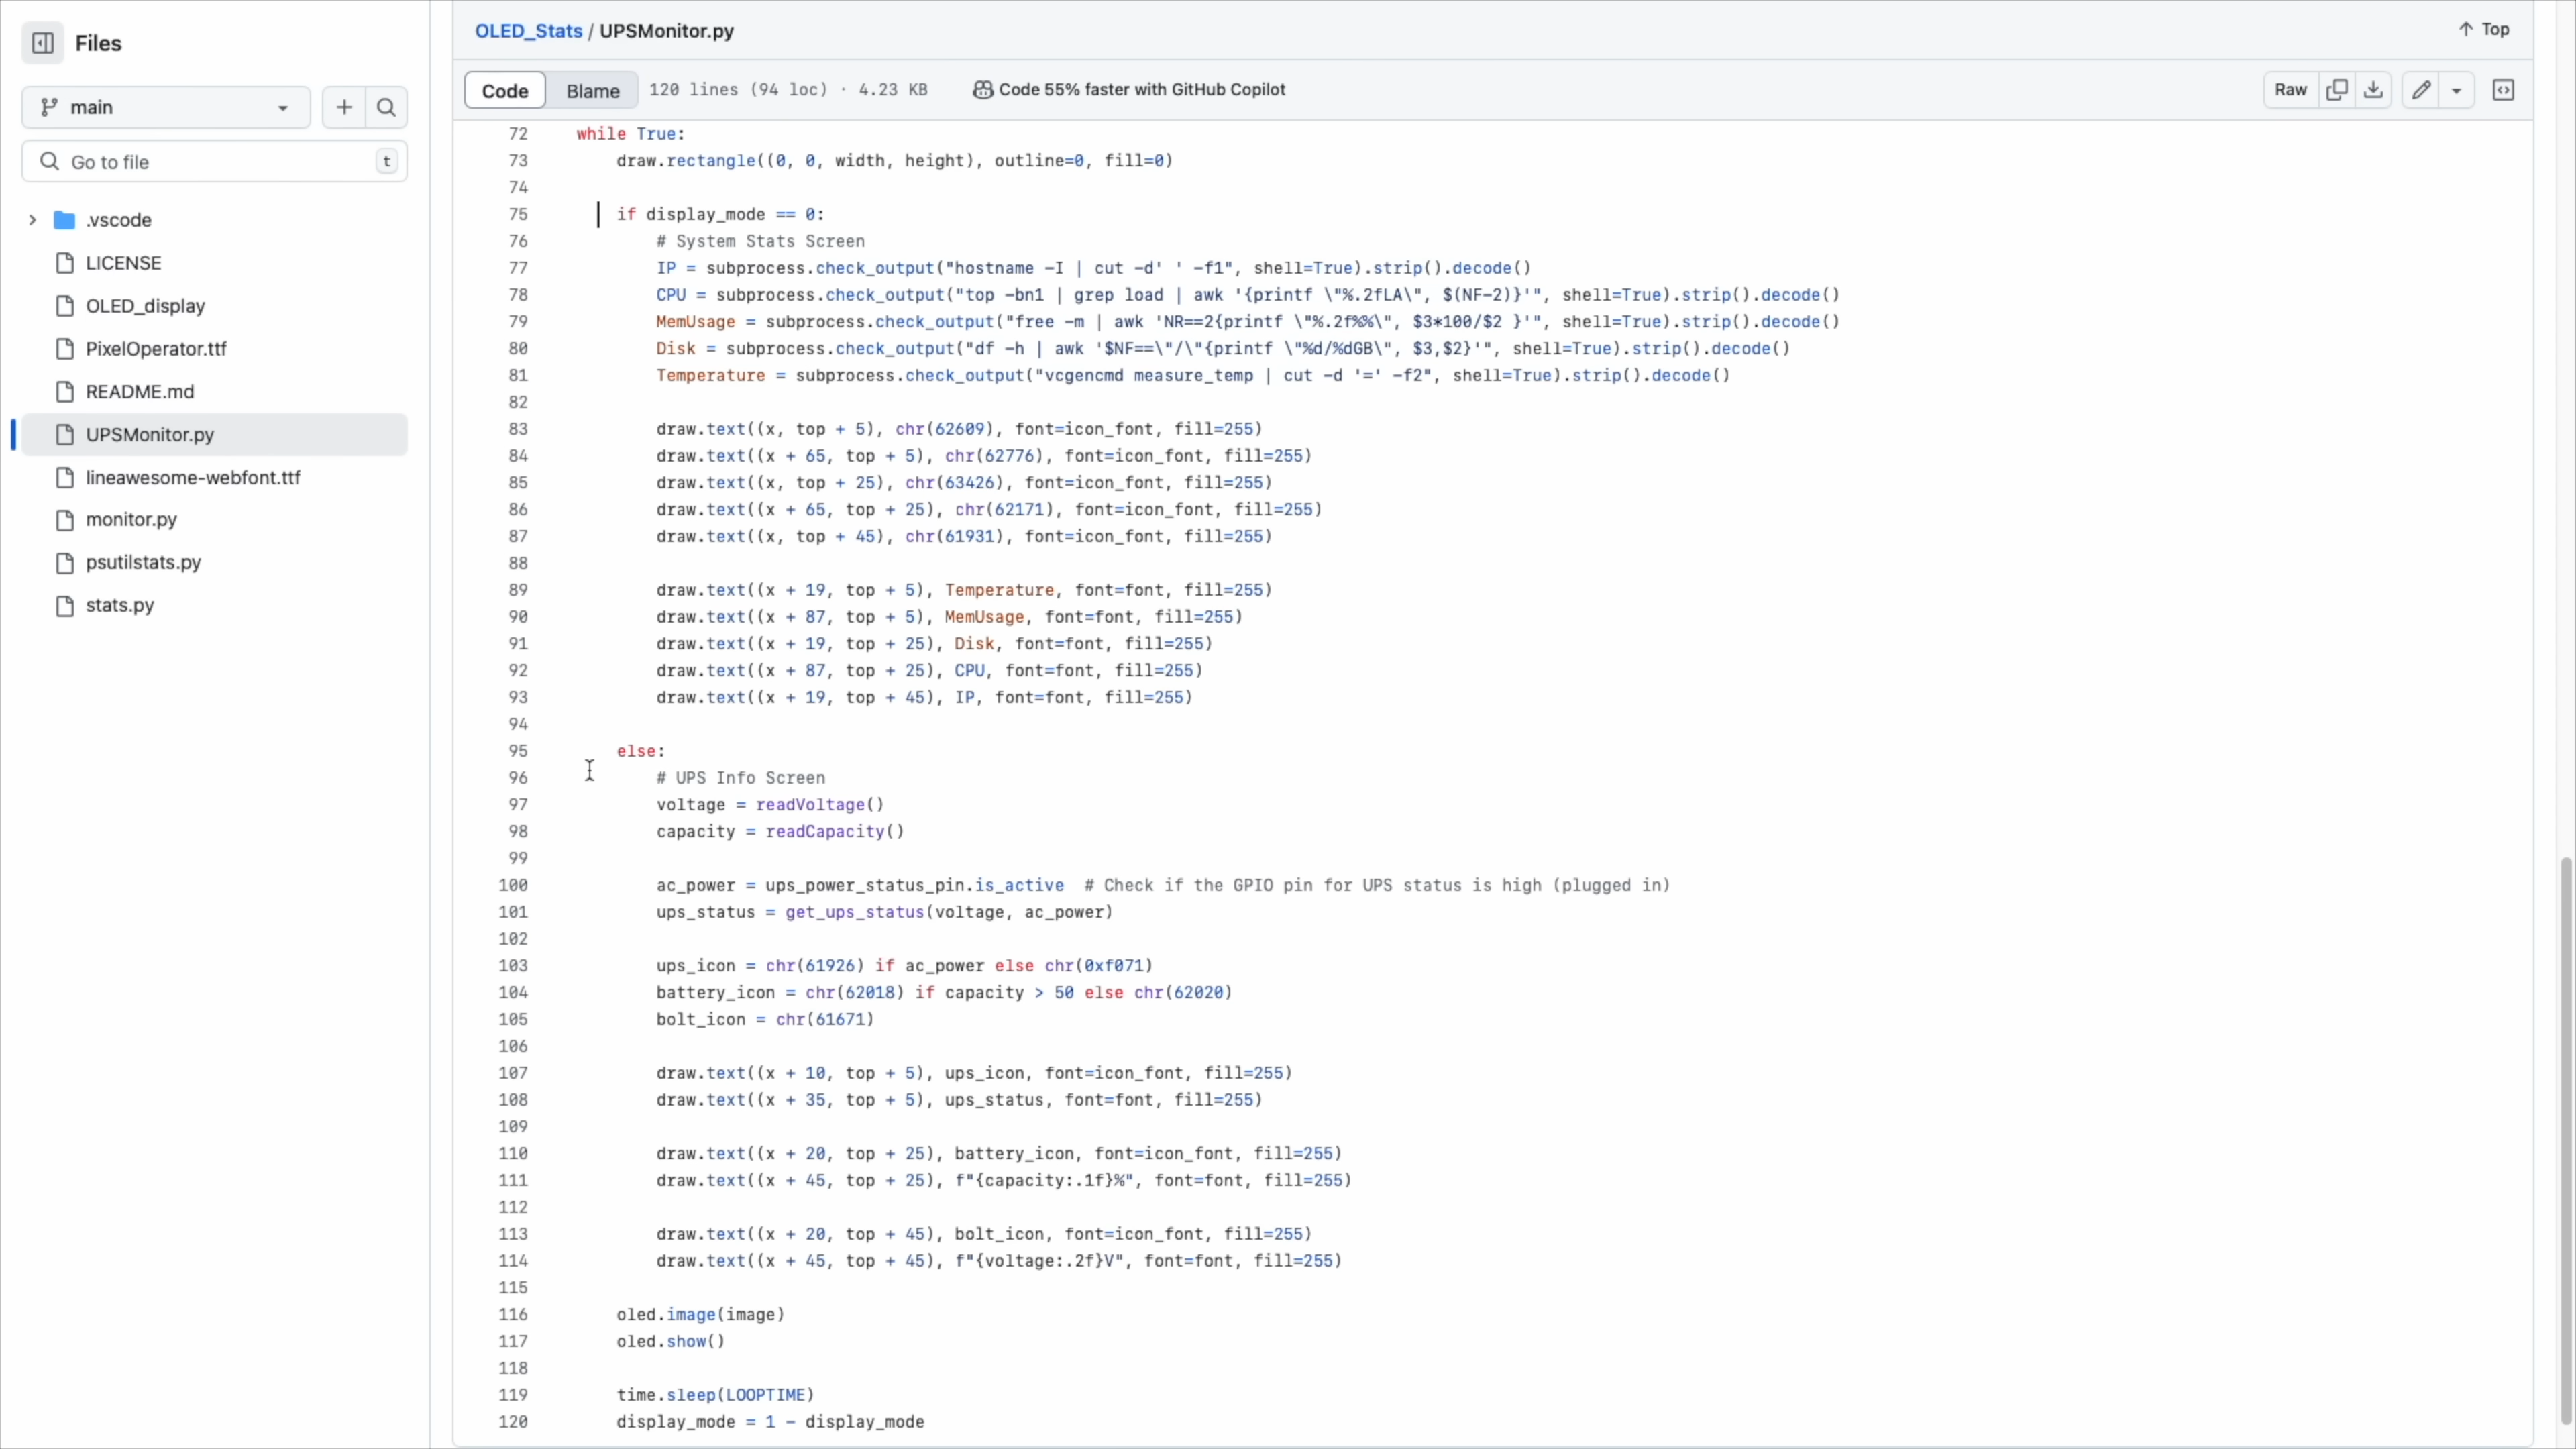 Files
main
Go to file
t
.vscode
LICENSE
OLED_display
PixelOperator.ttf
README.md
UPSMonitor.py
lineawesome-webfont.ttf
monitor.py
psutilstats.py
stats.py
OLED_Stats / UPSMonitor.py
Top
Code
Blame
120 lines (94 loc) · 4.23 KB
Code 55% faster with GitHub Copilot
Raw
72 while True:
73     draw.rectangle((0, 0, width, height), outline=0, fill=0)
74
75     if display_mode == 0:
76         # System Stats Screen
77         IP = subprocess.check_output("hostname -I | cut -d' ' -f1", shell=True).strip().decode()
78         CPU = subprocess.check_output("top -bn1 | grep load | awk '{printf \"%.2fLA\", $(NF-2)}'", shell=True).strip().decode()
79         MemUsage = subprocess.check_output("free -m | awk 'NR==2{printf \"%.2f%%\", $3*100/$2 }'", shell=True).strip().decode()
80         Disk = subprocess.check_output("df -h | awk '$NF==\"/\"{printf \"%d/%dGB\", $3,$2}'", shell=True).strip().decode()
81         Temperature = subprocess.check_output("vcgencmd measure_temp | cut -d '=' -f2", shell=True).strip().decode()
82
83         draw.text((x, top + 5), chr(62609), font=icon_font, fill=255)
84         draw.text((x + 65, top + 5), chr(62776), font=icon_font, fill=255)
85         draw.text((x, top + 25), chr(63426), font=icon_font, fill=255)
86         draw.text((x + 65, top + 25), chr(62171), font=icon_font, fill=255)
87         draw.text((x, top + 45), chr(61931), font=icon_font, fill=255)
88
89         draw.text((x + 19, top + 5), Temperature, font=font, fill=255)
90         draw.text((x + 87, top + 5), MemUsage, font=font, fill=255)
91         draw.text((x + 19, top + 25), Disk, font=font, fill=255)
92         draw.text((x + 87, top + 25), CPU, font=font, fill=255)
93         draw.text((x + 19, top + 45), IP, font=font, fill=255)
94
95     else:
96         # UPS Info Screen
97         voltage = readVoltage()
98         capacity = readCapacity()
99
100         ac_power = ups_power_status_pin.is_active  # Check if the GPIO pin for UPS status is high (plugged in)
101         ups_status = get_ups_status(voltage, ac_power)
102
103         ups_icon = chr(61926) if ac_power else chr(0xf071)
104         battery_icon = chr(62018) if capacity > 50 else chr(62020)
105         bolt_icon = chr(61671)
106
107         draw.text((x + 10, top + 5), ups_icon, font=icon_font, fill=255)
108         draw.text((x + 35, top + 5), ups_status, font=font, fill=255)
109
110         draw.text((x + 20, top + 25), battery_icon, font=icon_font, fill=255)
111         draw.text((x + 45, top + 25), f"{capacity:.1f}%", font=font, fill=255)
112
113         draw.text((x + 20, top + 45), bolt_icon, font=icon_font, fill=255)
114         draw.text((x + 45, top + 45), f"{voltage:.2f}V", font=font, fill=255)
115
116     oled.image(image)
117     oled.show()
118
119     time.sleep(LOOPTIME)
120     display_mode = 1 - display_mode